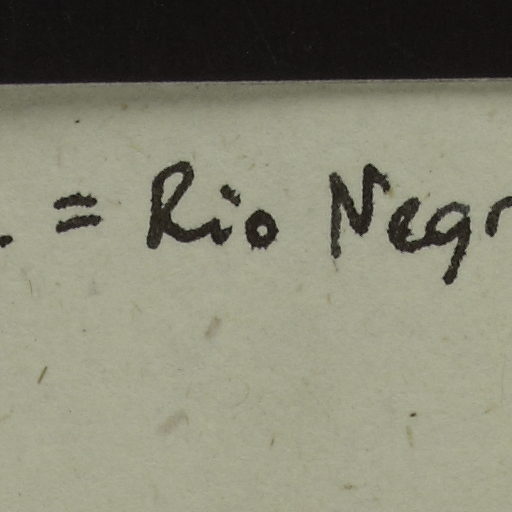 . = Rio Negr